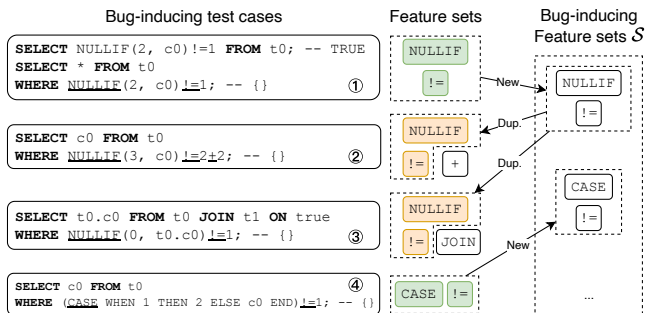 Bug-inducing test cases
Feature sets
Bug-inducing
Feature sets S
SELECT NULLIF(2, c0)!=1 FROM t0; -- TRUE
SELECT * FROM t0
WHERE NULLIF(2, c0)!=1; -- {}
①
NULLIF
!=
New
NULLIF
!=
SELECT c0 FROM t0
WHERE NULLIF(3, c0)!=2+2; -- {}
②
NULLIF
!=
+
Dup.
SELECT t0.c0 FROM t0 JOIN t1 ON true
WHERE NULLIF(0, t0.c0)!=1; -- {}
③
NULLIF
!=
JOIN
Dup.
CASE
!=
SELECT c0 FROM t0
WHERE (CASE WHEN 1 THEN 2 ELSE c0 END)!=1; -- {}
④
CASE
!=
New
...